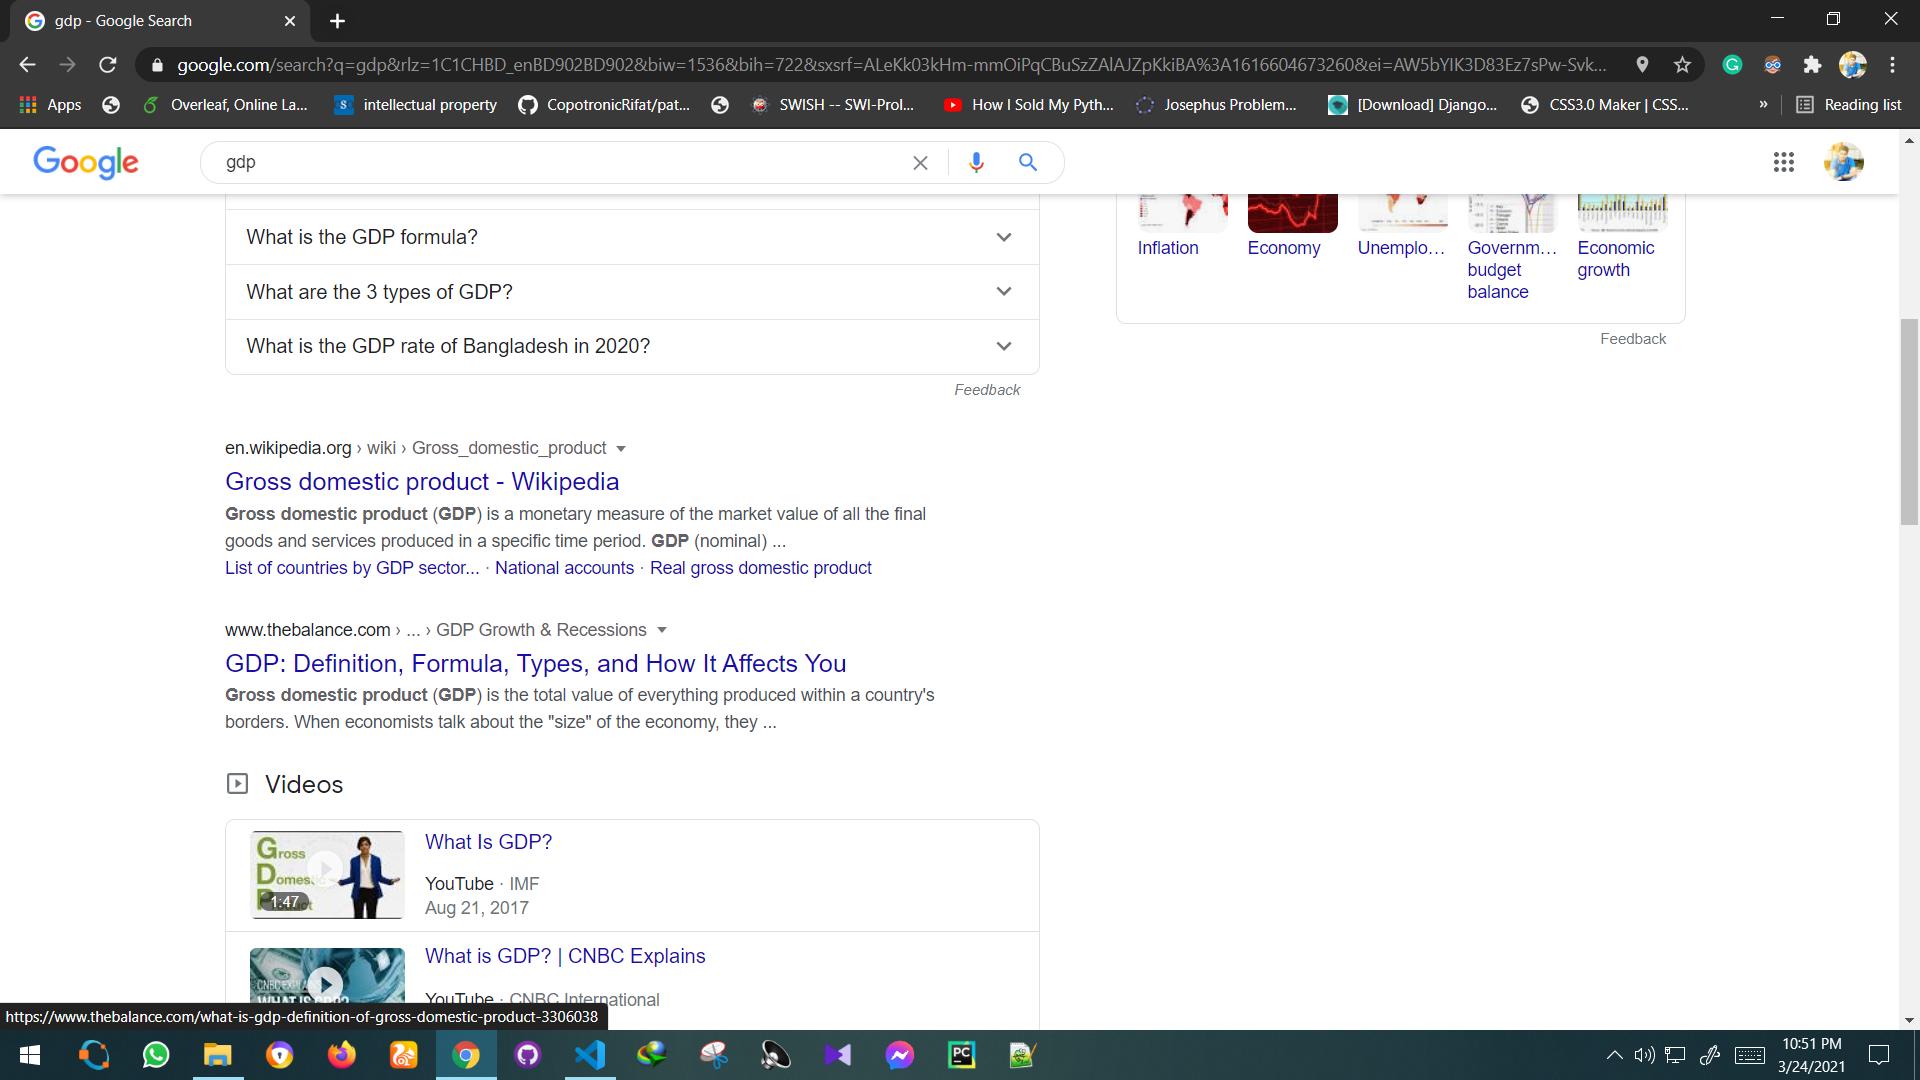 gdp - Google Search
google.com/search?q=gdp&rlz=1C1CHBD_enBD902BD902&biw=1536&bih=722&sxsrf=ALeKk03kHm-mmOiPqCBuSzZAlAJZpKkiBA%3A1616604673260&ei=AW5bYIK3D83Ez7sPw-Svk...
Apps Overleaf, Online La... intellectual property CopotronicRifat/pat... SWISH -- SWI-Prol... How I Sold My Pyth... Josephus Problem... [Download] Django... CSS3.0 Maker | CSS... » Reading list
Google gdp
What is the GDP formula?
What are the 3 types of GDP?
What is the GDP rate of Bangladesh in 2020?
Feedback
Inflation Economy Unemplo... Governm... Economic
budget growth
balance
Feedback
en.wikipedia.org › wiki › Gross_domestic_product
Gross domestic product - Wikipedia
Gross domestic product (GDP) is a monetary measure of the market value of all the final
goods and services produced in a specific time period. GDP (nominal) ...
List of countries by GDP sector... · National accounts · Real gross domestic product
www.thebalance.com › ... › GDP Growth & Recessions
GDP: Definition, Formula, Types, and How It Affects You
Gross domestic product (GDP) is the total value of everything produced within a country's
borders. When economists talk about the "size" of the economy, they ...
Videos
Gross
1:47
What Is GDP?
YouTube · IMF
Aug 21, 2017
What is GDP? | CNBC Explains
YouTube · CNBC International
https://www.thebalance.com/what-is-gdp-definition-of-gross-domestic-product-3306038
PC
10:51 PM
3/24/2021